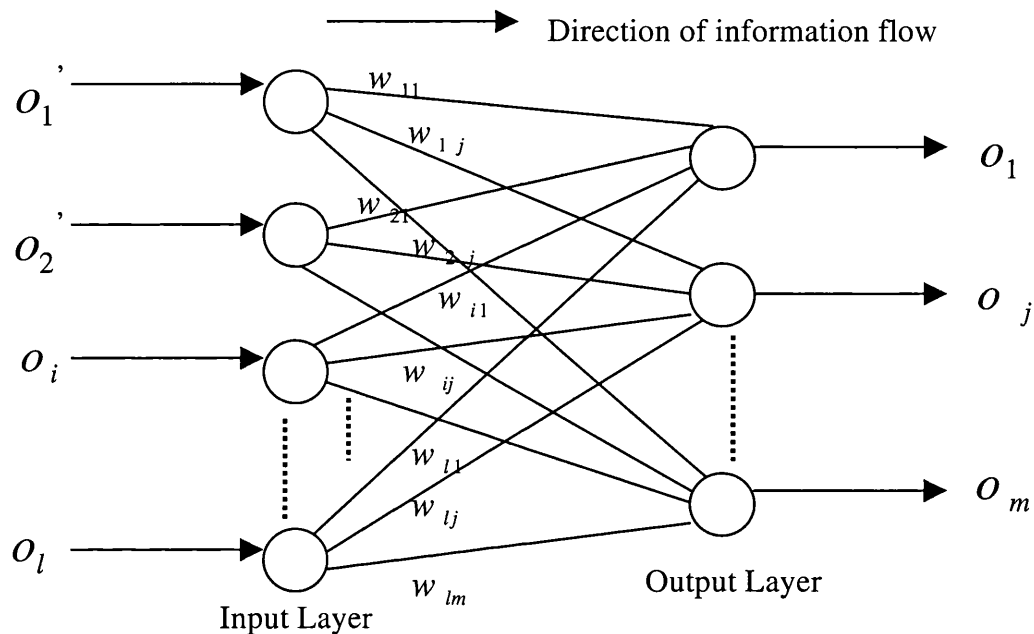 Direction of information flow
o₁’
w₁₁
w₁ⱼ
o₁
o₂’
w₂₁
w₂ⱼ
wᵢ₁
oⱼ
oᵢ
wᵢⱼ
wₗ₁
wₗⱼ
oₘ
oₗ
wₗₘ
Output Layer
Input Layer